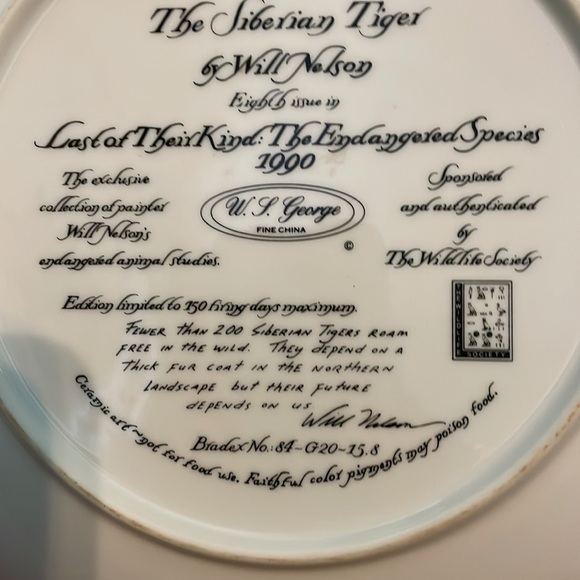 The Siberian Tiger
by Will Nelson
Eighth issue in
Last of Their Kind: The Endangered Species
1990
The exclusive
collection of painter
Will Nelson's
endangered animal studies.
W. S. George
FINE CHINA
©
Sponsored
and authenticated
by
The Wildlife Society
THE WILDLIFE
SOCIETY
Edition limited to 150 firing days maximum.
FEWER THAN 200 SIBERIAN TIGERS ROAM
FREE IN THE WILD. THEY DEPEND ON A
THICK FUR COAT IN THE NORTHERN
LANDSCAPE but THEIR FUTURE
DEPENDS ON US
Will Nelson
Bradex No.: 84-G20-15.8
Ceramic art ~ not for food use. Faithful color pigments may poison food.